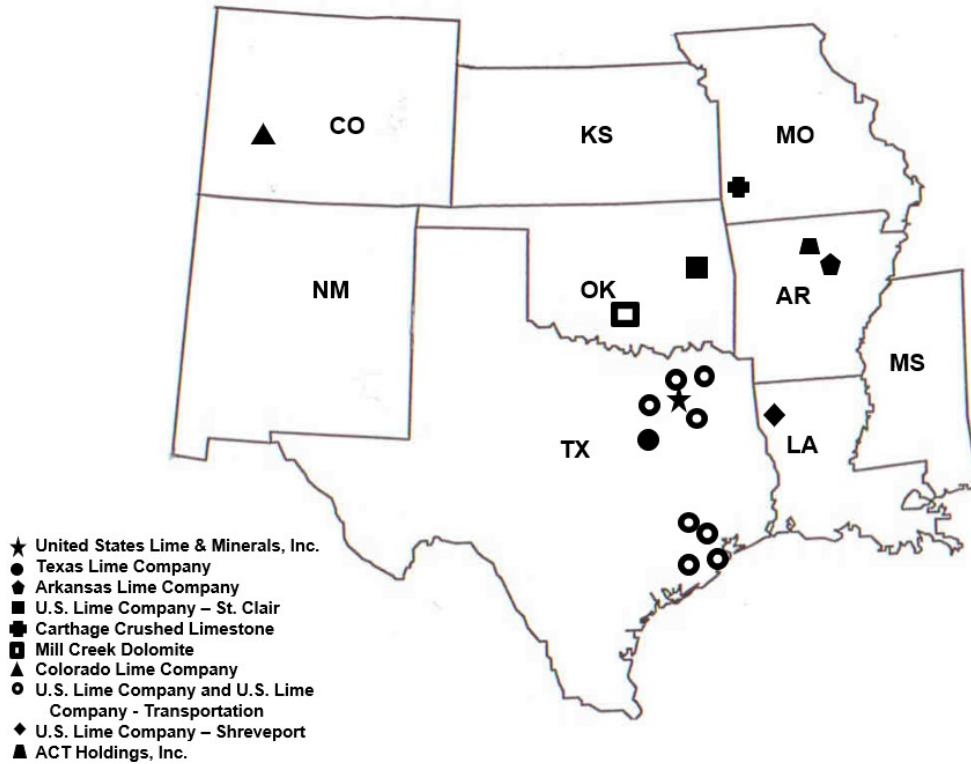 CO
KS
MO
NM
OK
AR
MS
TX
LA
United States Lime & Minerals, Inc.
Texas Lime Company
Arkansas Lime Company
U.S. Lime Company – St. Clair
Carthage Crushed Limestone
Mill Creek Dolomite
Colorado Lime Company
U.S. Lime Company and U.S. Lime
Company - Transportation
U.S. Lime Company – Shreveport
ACT Holdings, Inc.